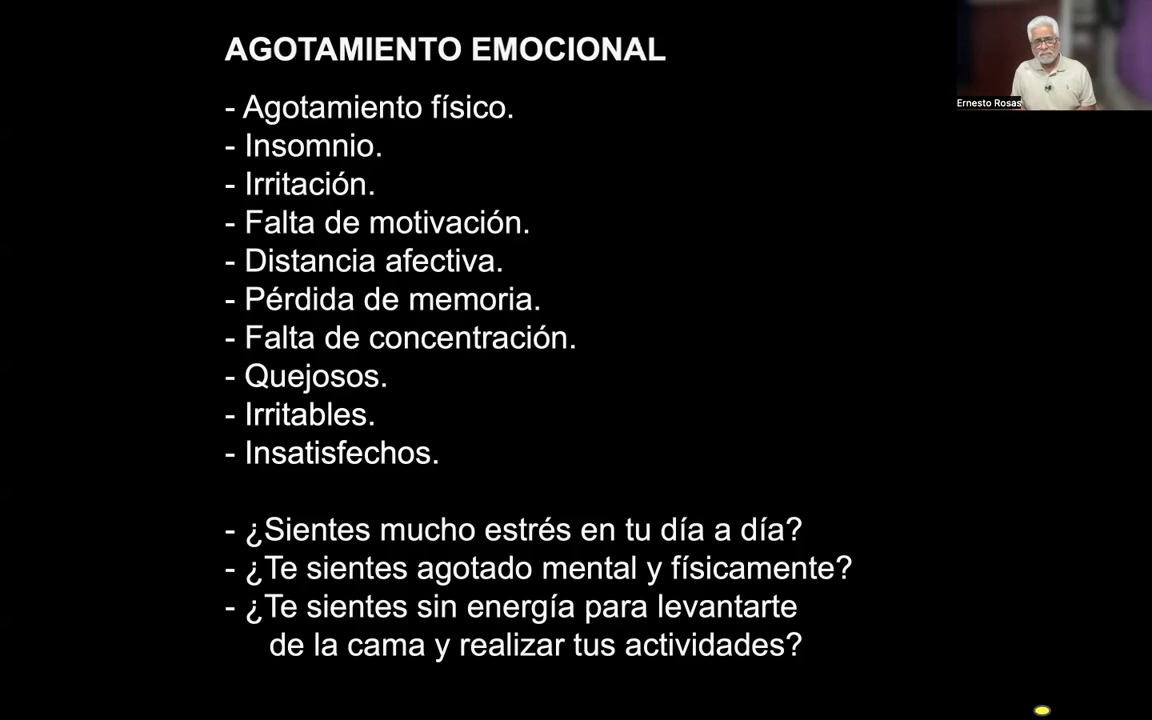 AGOTAMIENTO EMOCIONAL
- Agotamiento físico.
- Insomnio.
- Irritación.
- Falta de motivación.
- Distancia afectiva.
- Pérdida de memoria.
- Falta de concentración.
- Quejosos.
- Irritables.
- Insatisfechos.
- ¿Sientes mucho estrés en tu día a día?
- ¿Te sientes agotado mental y físicamente?
- ¿Te sientes sin energía para levantarte
de la cama y realizar tus actividades?
Ernesto Rosas